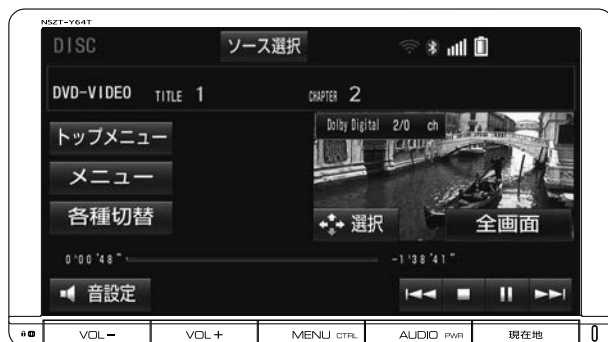 NSZT-Y64T
DISC ソース選択
DVD-VIDEO TITLE 1 CHAPTER 2
Dolby Digital 2/0 ch
トップメニュー
メニュー
各種切替
選択 全画面
0'00'48" -1'38'41"
音設定
VOL− VOL+ MENU CTRL AUDIO PWR 現在地